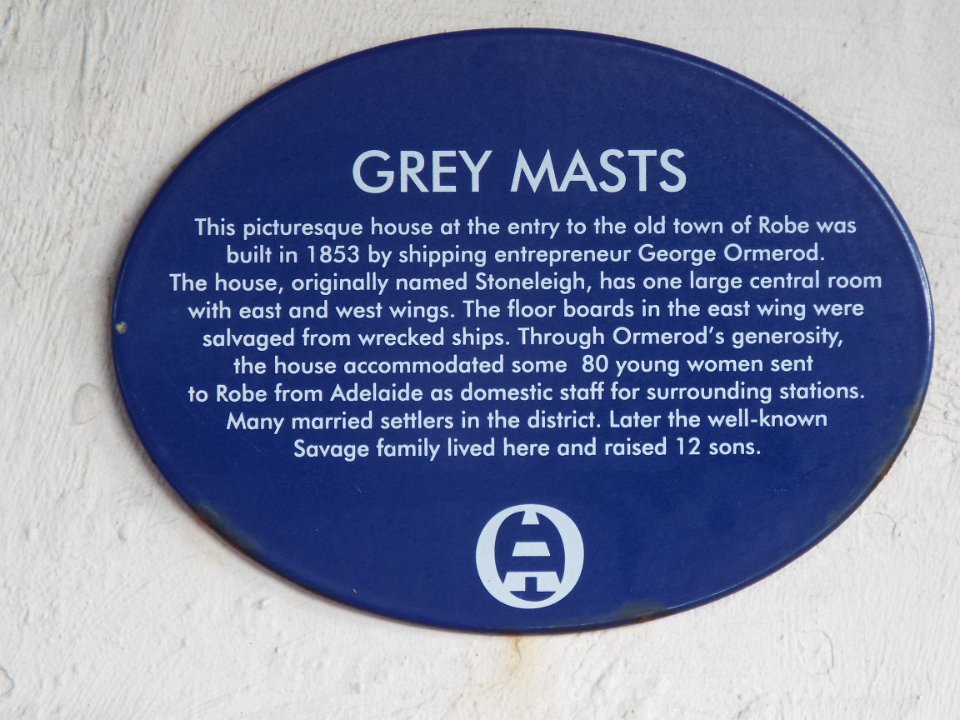 GREY MASTS
This picturesque house at the entry to the old town of Robe was
built in 1853 by shipping entrepreneur George Ormerod.
The house, originally named Stoneleigh, has one large central room
with east and west wings. The floor boards in the east wing were
salvaged from wrecked ships. Through Ormerod's generosity,
the house accommodated some 80 young women sent
to Robe from Adelaide as domestic staff for surrounding stations.
Many married settlers in the district. Later the well-known
Savage family lived here and raised 12 sons.